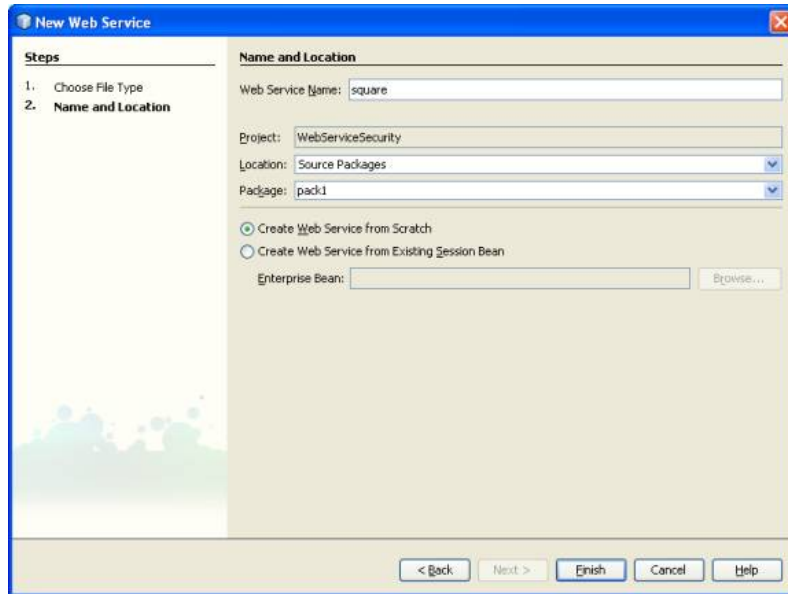 New Web Service
Steps
1. Choose File Type
2. Name and Location
Name and Location
Web Service Name: square
Project: WebServiceSecurity
Location: Source Packages
Package: pack1
Create Web Service from Scratch
Create Web Service from Existing Session Bean
Enterprise Bean: Browse...
< Back Next > Finish Cancel Help